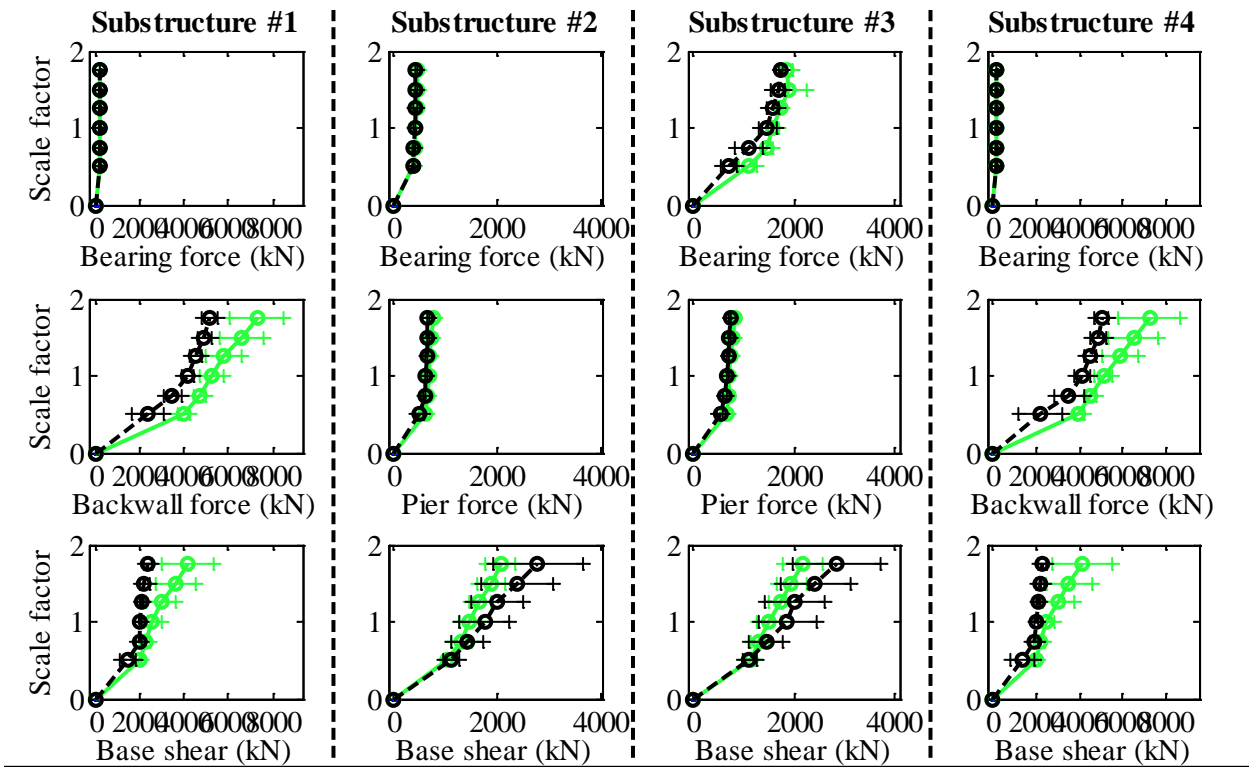 Substructure #1 Substructure #2 Substructure #3 Substructure #4
Scale factor
2
1
0
0 2000 4000 6000 8000
Bearing force (kN)
2
1
0
0 2000 4000
Bearing force (kN)
2
1
0
0 2000 4000
Bearing force (kN)
2
1
0
0 2000 4000 6000 8000
Bearing force (kN)
Scale factor
2
1
0
0 2000 4000 6000 8000
Backwall force (kN)
2
1
0
0 2000 4000
Pier force (kN)
2
1
0
0 2000 4000
Pier force (kN)
2
1
0
0 2000 4000 6000 8000
Backwall force (kN)
Scale factor
2
1
0
0 2000 4000 6000 8000
Base shear (kN)
2
1
0
0 2000 4000
Base shear (kN)
2
1
0
0 2000 4000
Base shear (kN)
2
1
0
0 2000 4000 6000 8000
Base shear (kN)